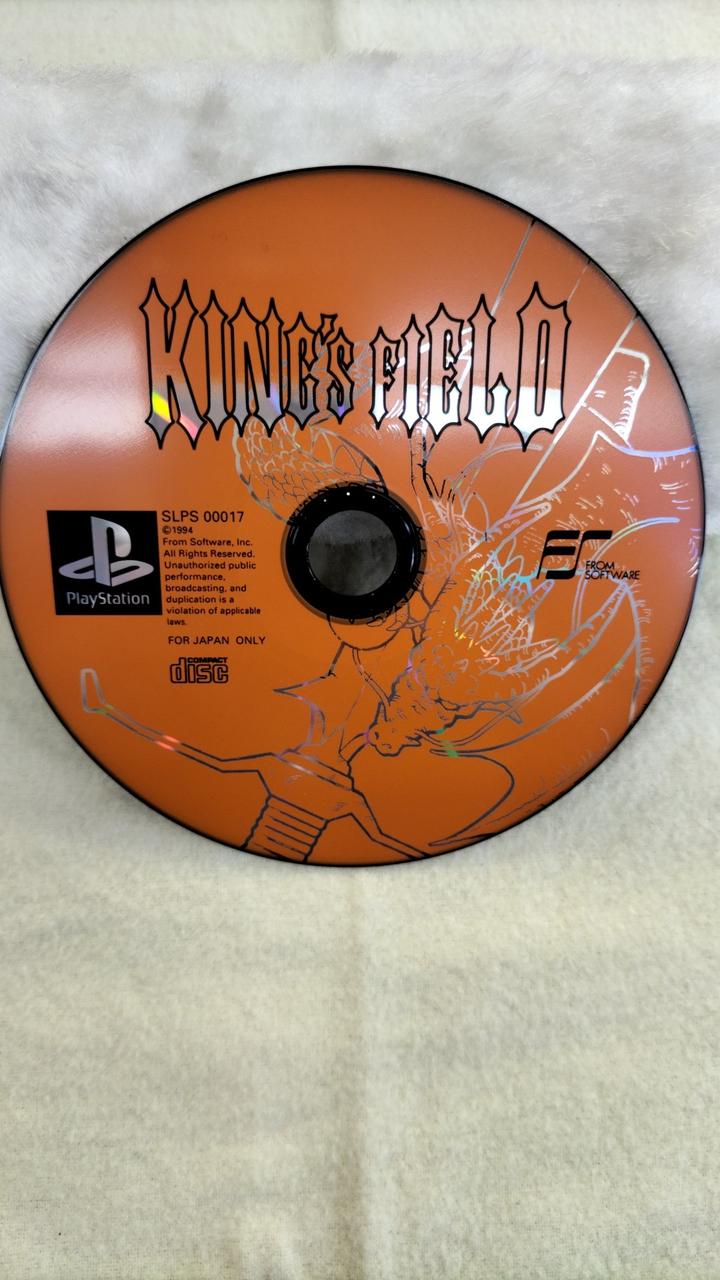 KING'S FIELD
SLPS 00017
©1994
From Software, Inc.
All Rights Reserved.
Unauthorized public
performance,
broadcasting, and
duplication is a
violation of applicable
laws.
FOR JAPAN ONLY
PlayStation
COMPACT
disc
FS FROM
SOFTWARE